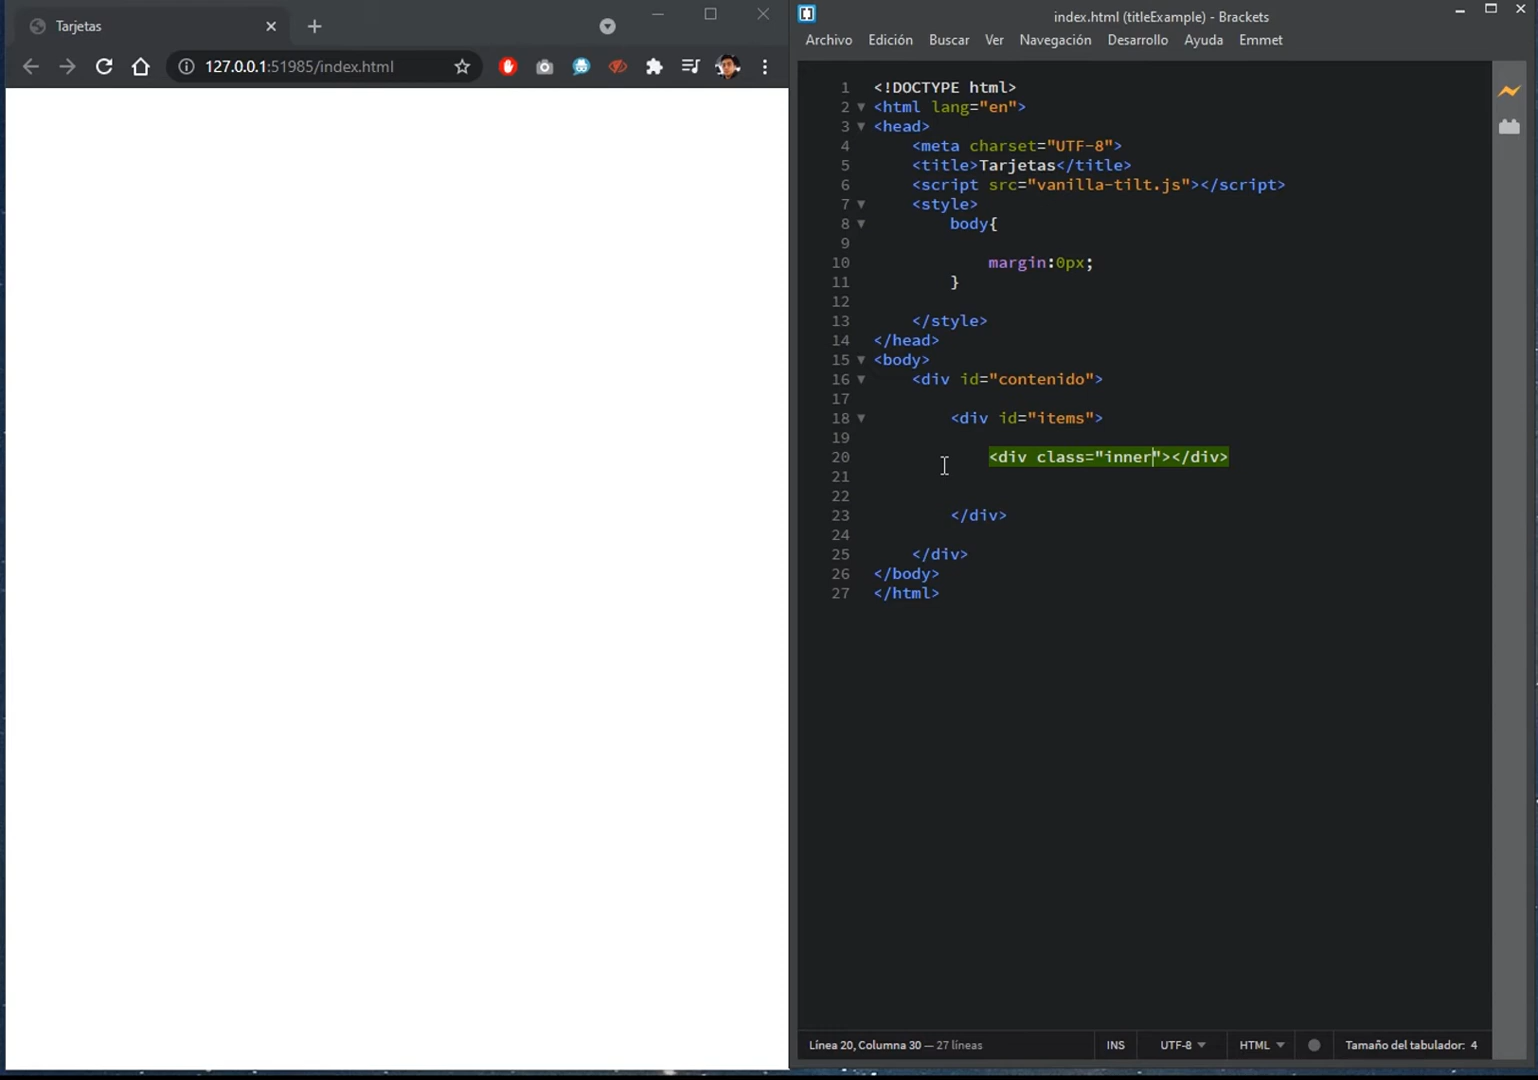 Tarjetas
127.0.0.1:51985/index.html
index.html (titleExample) - Brackets
Archivo Edición Buscar Ver Navegación Desarrollo Ayuda Emmet
1 <!DOCTYPE html>
2 <html lang="en">
3 <head>
4 <meta charset="UTF-8">
5 <title>Tarjetas</title>
6 <script src="vanilla-tilt.js"></script>
7 <style>
8 body{
9
10 margin:0px;
11 }
12
13 </style>
14 </head>
15 <body>
16 <div id="contenido">
17
18 <div id="items">
19
20 <div class="inner"></div>
21
22
23 </div>
24
25 </div>
26 </body>
27 </html>
Línea 20, Columna 30 — 27 líneas INS UTF-8 HTML Tamaño del tabulador: 4